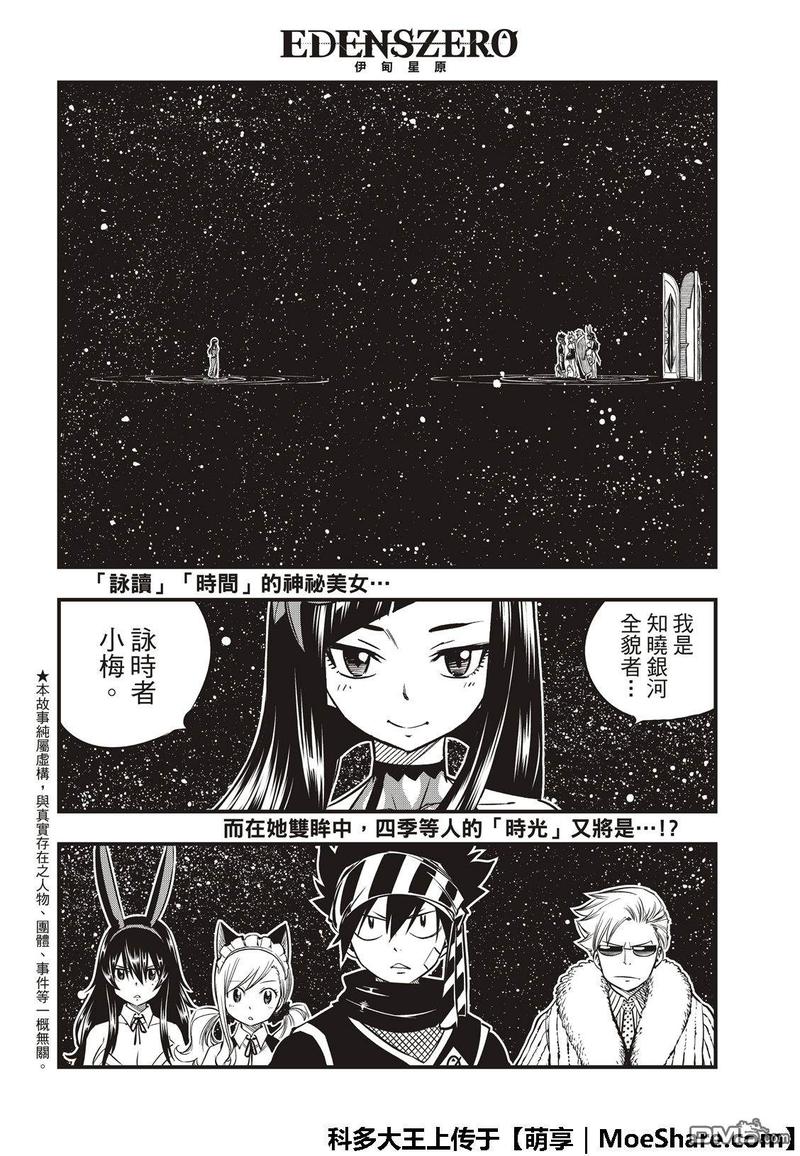 EDENSZERO
伊甸星原
「詠讀」「時間」的神祕美女…
我是
知曉銀河
全貌者…
詠時者
小梅。
而在她雙眸中，四季等人的「時光」又將是…!?
★本故事純屬虛構，與真實存在之人物、團體、事件等一概無關。
科多大王上传于【萌享｜MoeShare.com】